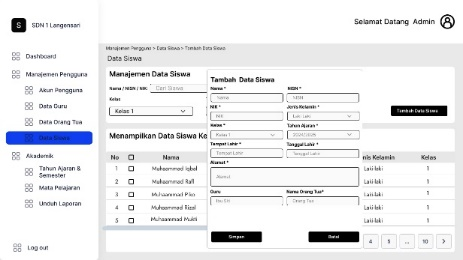 S SDN 1 Langensari
Selamat Datang Admin
Dashboard
Manajemen Pengguna
Akun Pengguna
Data Guru
Data Orang Tua
Data Siswa
Akademik
Tahun Ajaran &
Semester
Mata Pelajaran
Unduh Laporan
Log out
Manajemen Pengguna > Data Siswa > Tambah Data Siswa
Data Siswa
Manajemen Data Siswa
Nama / NISN / NIK
Cari Siswa
Kelas
Kelas 1
Tambah Data Siswa
Menampilkan Data Siswa Ke
No Nama nis Kelamin Kelas
1 Muhammad Iqbal Laki-laki 1
2 Muhammad Rafi Laki-laki 1
3 Muhammad Piko Laki-laki 1
4 Muhammad Rizal Laki-laki 1
5 Muhammad Mukti Laki-laki 1
4 5 ... 10 >
Tambah Data Siswa
Nama * NISN *
Nama NISN
NIK * Jenis Kelamin *
NIK Laki-Laki
Kelas * Tahun Ajaran *
Kelas 1 2024/2025
Tempat Lahir * Tanggal Lahir *
Tempat Lahir Tanggal Lahir
Alamat *
Alamat
Guru Nama Orang Tua*
Orang Tua
Simpan Batal